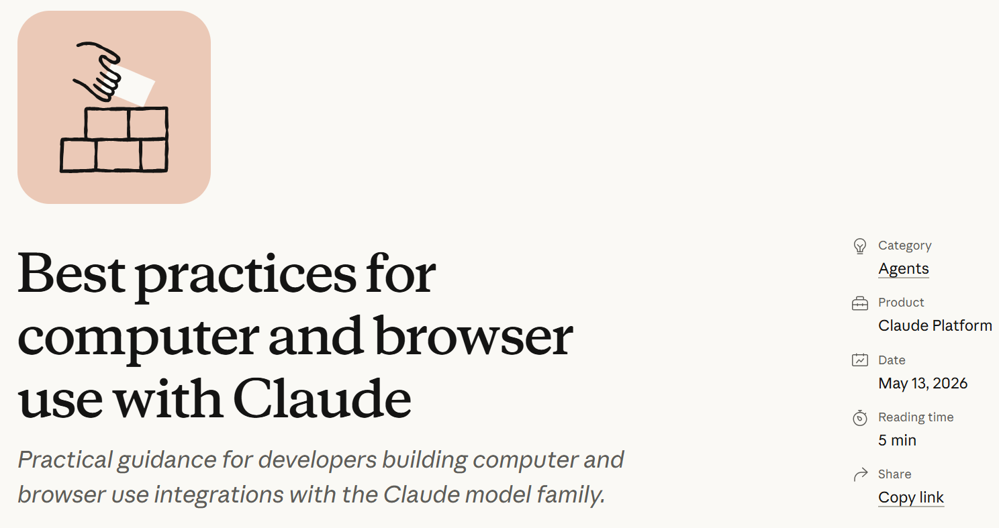 Best practices for
computer and browser
use with Claude
Practical guidance for developers building computer and
browser use integrations with the Claude model family.
Category
Agents
Product
Claude Platform
Date
May 13, 2026
Reading time
5 min
Share
Copy link